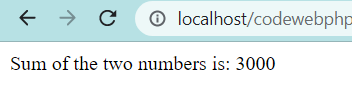 localhost/codewebphp
Sum of the two numbers is: 3000